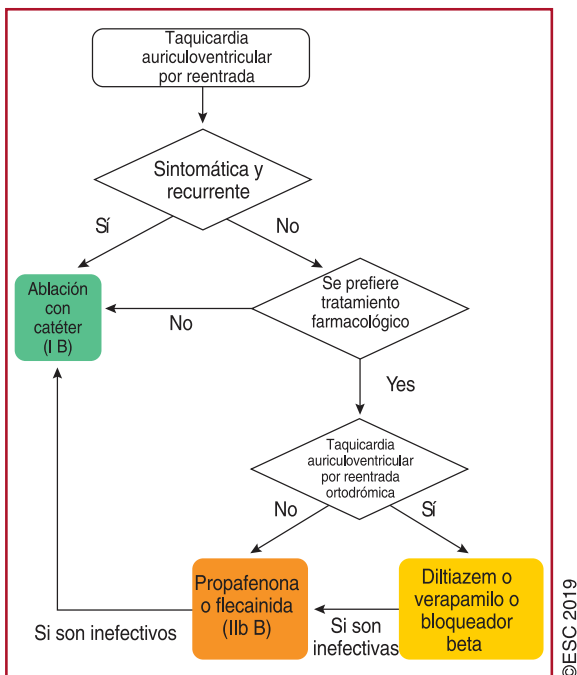 Taquicardia
auriculoventricular
por reentrada
Sintomática y
recurrente
Sí
No
Ablación
con
catéter
(I B)
Se prefiere
tratamiento
farmacológico
No
Yes
Taquicardia
auriculoventricular
por reentrada
ortodrómica
No
Sí
Propafenona
o flecainida
(IIb B)
Diltiazem o
verapamilo o
bloqueador
beta
Si son inefectivos
Si son
inefectivas
©ESC 2019